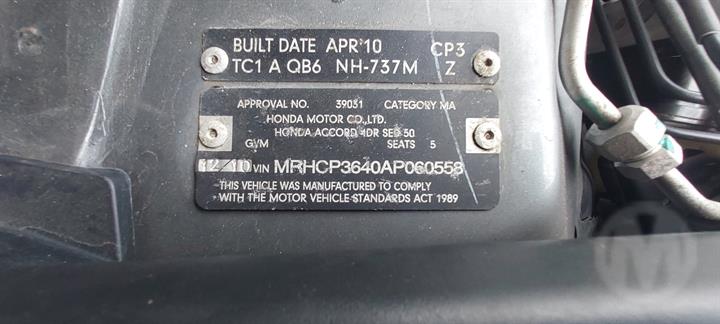 BUILT DATE APR'10 CP3
TC1 A QB6 NH-737M Z
APPROVAL NO. 39031 CATEGORY MA
HONDA MOTOR CO.,LTD.
HONDA ACCORD 4DR SED 50
GVM SEATS 5
12/10 VIN MRHCP3640AP060558
THIS VEHICLE WAS MANUFACTURED TO COMPLY
WITH THE MOTOR VEHICLE STANDARDS ACT 1989
M